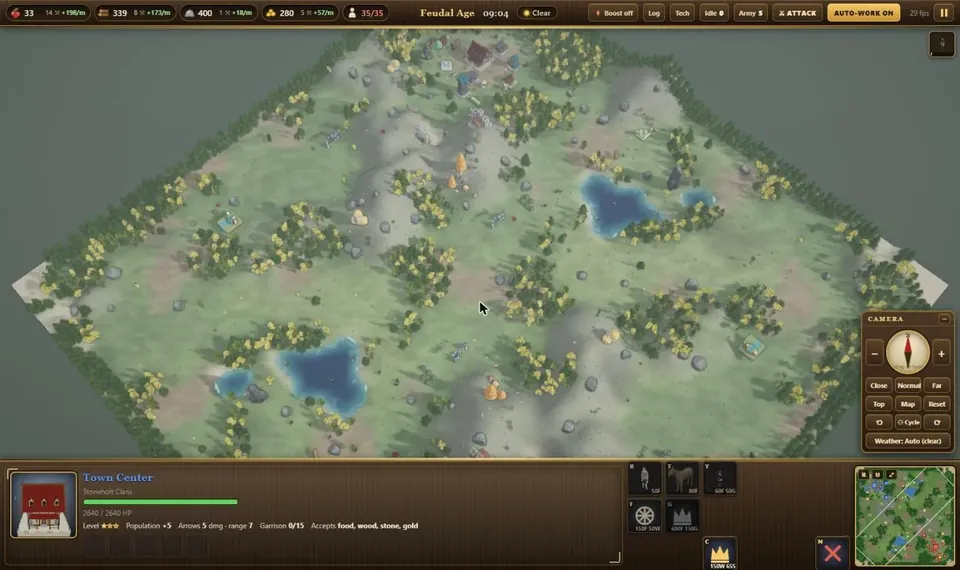 33 14 +198/m 339 8 +173/m 400 1 +18/m 280 5 +57/m 35/35 Feudal Age 09:04 Clear Boost off Log Tech Idle 0 Army 5 ATTACK AUTO-WORK ON 29 fps
CAMERA
Close Normal Far
Top Map Reset
Cycle
Weather: Auto (clear)
Town Center
Stoneholt Clans
2640 / 2640 HP
Level Population +5 Arrows 5 dmg · range 7 Garrison 0/15 Accepts food, wood, stone, gold
R T Y
50F 80F 60F 50G
F G
150F 50W 600F 150G
C N
150W 65S
R U